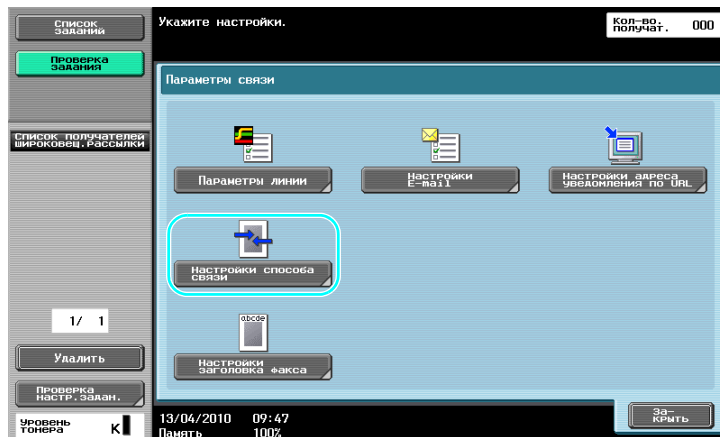 Список
заданий
Укажите настройки.
Кол-во.
получат.
000
Проверка
задания
Параметры связи
Список получателей
широковещ.рассылки
Параметры линии
Настройки
E-mail
Настройки адреса
уведомления по URL
Настройки способа
связи
abcde
1/ 1
Настройки
заголовка факса
Удалить
Проверка
настр.задан.
Уровень
тонера
K
13/04/2010 09:47
Память 100%
За-
крыть